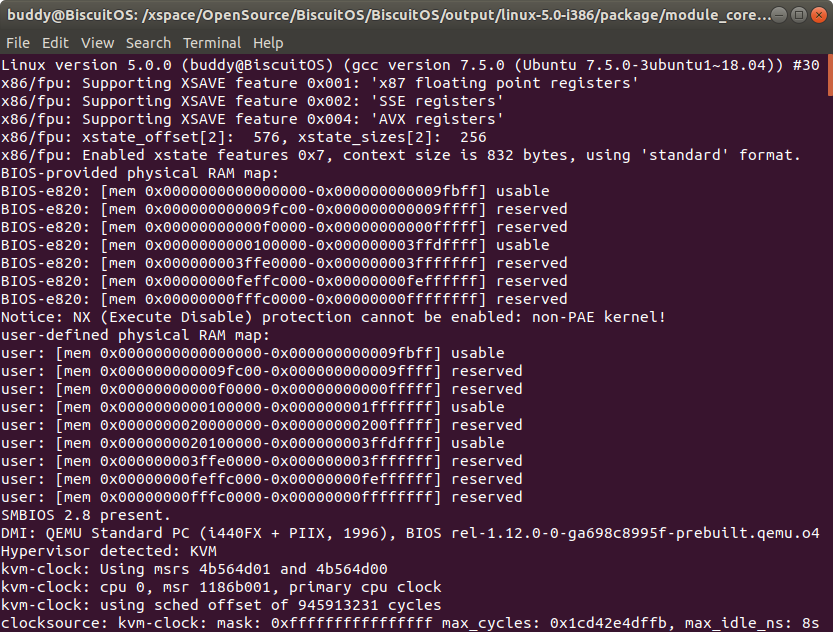 buddy@BiscuitOS: /xspace/OpenSource/BiscuitOS/BiscuitOS/output/linux-5.0-i386/package/module_core...
File Edit View Search Terminal Help
Linux version 5.0.0 (buddy@BiscuitOS) (gcc version 7.5.0 (Ubuntu 7.5.0-3ubuntu1~18.04)) #30
x86/fpu: Supporting XSAVE feature 0x001: 'x87 floating point registers'
x86/fpu: Supporting XSAVE feature 0x002: 'SSE registers'
x86/fpu: Supporting XSAVE feature 0x004: 'AVX registers'
x86/fpu: xstate_offset[2]:  576, xstate_sizes[2]:  256
x86/fpu: Enabled xstate features 0x7, context size is 832 bytes, using 'standard' format.
BIOS-provided physical RAM map:
BIOS-e820: [mem 0x0000000000000000-0x000000000009fbff] usable
BIOS-e820: [mem 0x000000000009fc00-0x000000000009ffff] reserved
BIOS-e820: [mem 0x00000000000f0000-0x00000000000fffff] reserved
BIOS-e820: [mem 0x0000000000100000-0x000000003ffdffff] usable
BIOS-e820: [mem 0x000000003ffe0000-0x000000003fffffff] reserved
BIOS-e820: [mem 0x00000000feffc000-0x00000000feffffff] reserved
BIOS-e820: [mem 0x00000000fffc0000-0x00000000ffffffff] reserved
Notice: NX (Execute Disable) protection cannot be enabled: non-PAE kernel!
user-defined physical RAM map:
user: [mem 0x0000000000000000-0x000000000009fbff] usable
user: [mem 0x000000000009fc00-0x000000000009ffff] reserved
user: [mem 0x00000000000f0000-0x00000000000fffff] reserved
user: [mem 0x0000000000100000-0x000000001fffffff] usable
user: [mem 0x0000000020000000-0x00000000200fffff] reserved
user: [mem 0x0000000020100000-0x000000003ffdffff] usable
user: [mem 0x000000003ffe0000-0x000000003fffffff] reserved
user: [mem 0x00000000feffc000-0x00000000feffffff] reserved
user: [mem 0x00000000fffc0000-0x00000000ffffffff] reserved
SMBIOS 2.8 present.
DMI: QEMU Standard PC (i440FX + PIIX, 1996), BIOS rel-1.12.0-0-ga698c8995f-prebuilt.qemu.o4
Hypervisor detected: KVM
kvm-clock: Using msrs 4b564d01 and 4b564d00
kvm-clock: cpu 0, msr 1186b001, primary cpu clock
kvm-clock: using sched offset of 945913231 cycles
clocksource: kvm-clock: mask: 0xffffffffffffffff max_cycles: 0x1cd42e4dffb, max_idle_ns: 8s